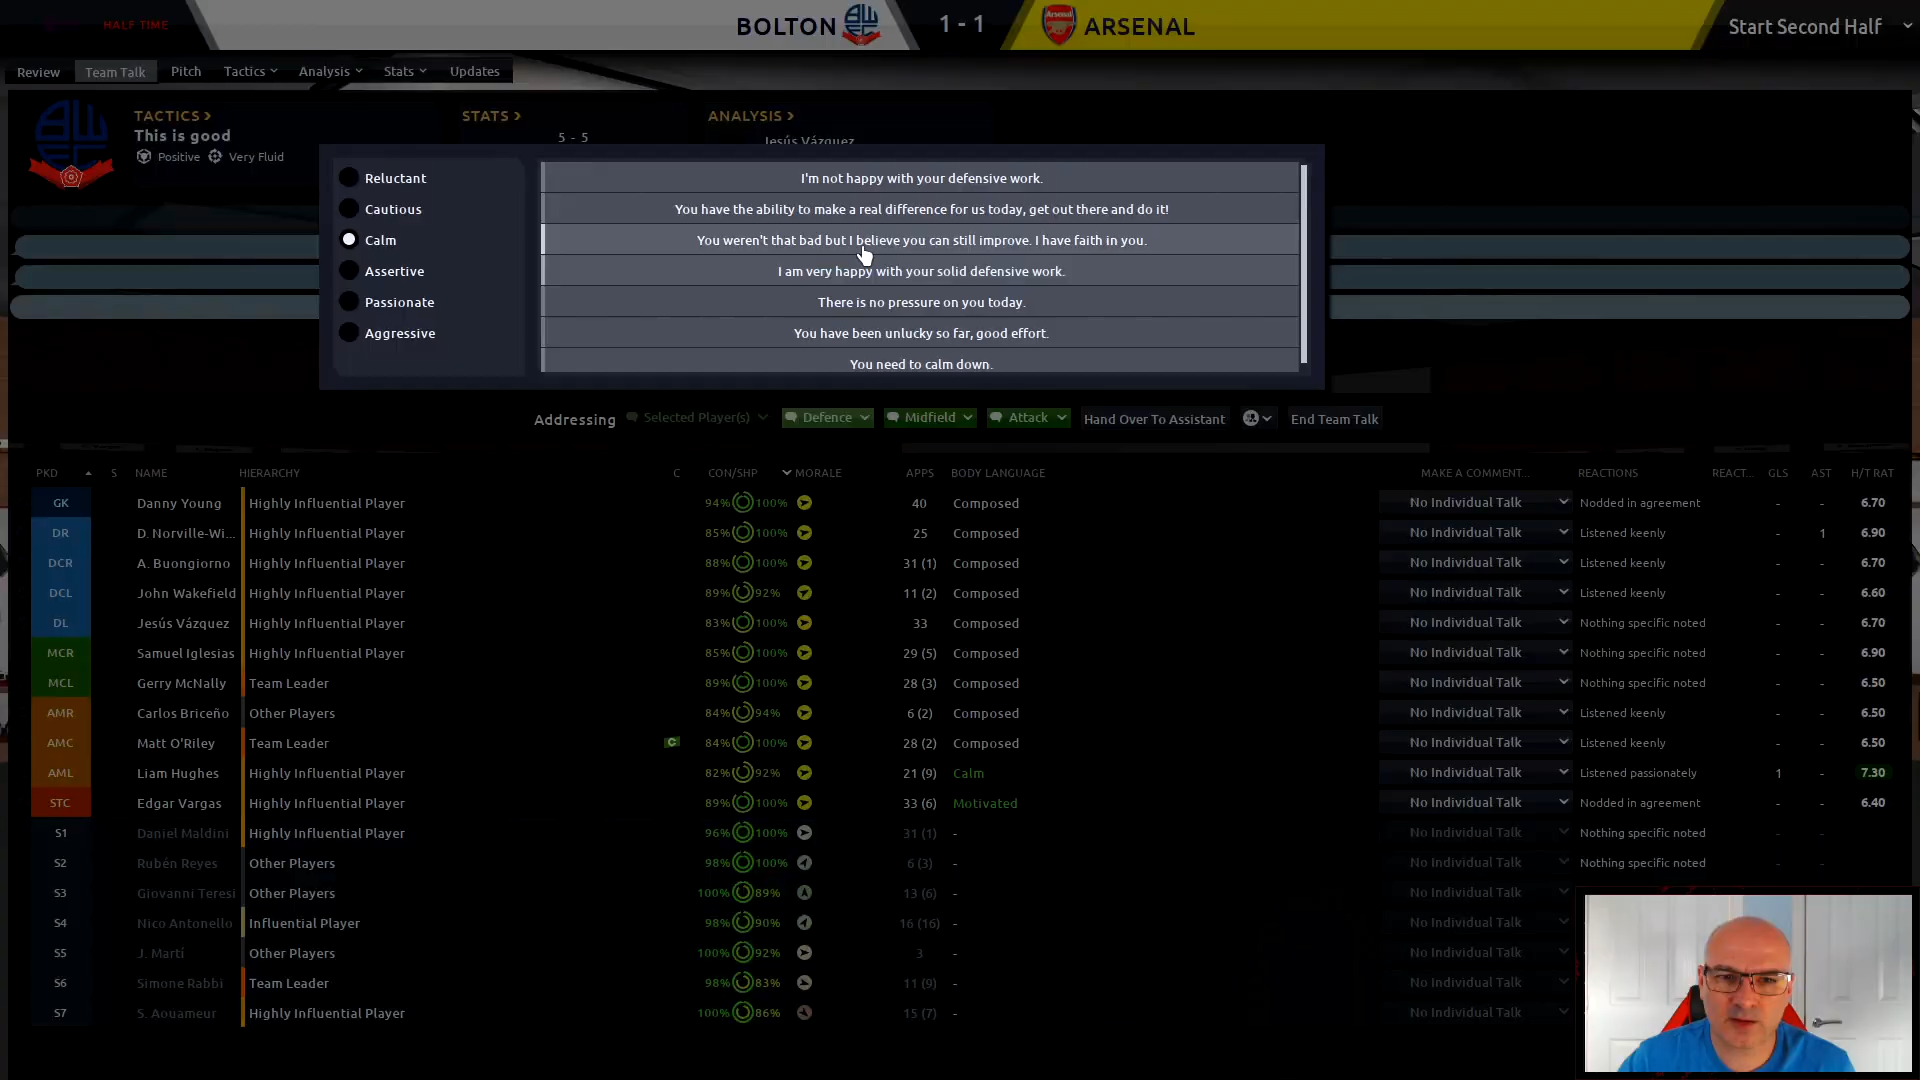 HALF TIME
BOLTON 1 - 1 Arsenal ARSENAL
Start Second Half
Review Team Talk Pitch Tactics Analysis Stats Updates
TACTICS > STATS > ANALYSIS >
This is good 5 - 5 Jesús Vázquez
Positive Very Fluid
Reluctant I'm not happy with your defensive work.
Cautious You have the ability to make a real difference for us today, get out there and do it!
Calm You weren't that bad but I believe you can still improve. I have faith in you.
Assertive I am very happy with your solid defensive work.
Passionate There is no pressure on you today.
Aggressive You have been unlucky so far, good effort.
You need to calm down.
Addressing Selected Player(s) Defence Midfield Attack Hand Over To Assistant End Team Talk
PKD S NAME HIERARCHY C CON/SHP MORALE APPS BODY LANGUAGE MAKE A COMMENT... REACTIONS REACT... GLS AST H/T RAT
GK Danny Young Highly Influential Player 94% 100% 40 Composed No Individual Talk Nodded in agreement - - 6.70
DR D. Norville-Wi... Highly Influential Player 85% 100% 25 Composed No Individual Talk Listened keenly - 1 6.90
DCR A. Buongiorno Highly Influential Player 88% 100% 31 (1) Composed No Individual Talk Listened keenly - - 6.70
DCL John Wakefield Highly Influential Player 89% 92% 11 (2) Composed No Individual Talk Listened keenly - - 6.60
DL Jesús Vázquez Highly Influential Player 83% 100% 33 Composed No Individual Talk Nothing specific noted - - 6.70
MCR Samuel Iglesias Highly Influential Player 85% 100% 29 (5) Composed No Individual Talk Nothing specific noted - - 6.90
MCL Gerry McNally Team Leader 89% 100% 28 (3) Composed No Individual Talk Nothing specific noted - - 6.50
AMR Carlos Briceño Other Players 84% 94% 6 (2) Composed No Individual Talk Listened keenly - - 6.50
AMC Matt O'Riley Team Leader C 84% 100% 28 (2) Composed No Individual Talk Listened keenly - - 6.50
AML Liam Hughes Highly Influential Player 82% 92% 21 (9) Calm No Individual Talk Listened passionately 1 - 7.30
STC Edgar Vargas Highly Influential Player 89% 100% 33 (6) Motivated No Individual Talk Nodded in agreement - - 6.40
S1 Daniel Maldini Highly Influential Player 96% 100% 31 (1) - No Individual Talk Nothing specific noted - -
S2 Rubén Reyes Other Players 98% 100% 6 (3) - No Individual Talk Nothing specific noted - -
S3 Giovanni Teresi Other Players 100% 89% 13 (6) - No Individual Talk
S4 Nico Antonello Influential Player 98% 90% 16 (16) - No Individual Talk
S5 J. Martí Other Players 100% 92% 3 - No Individual Talk
S6 Simone Rabbi Team Leader 98% 83% 11 (9) - No Individual Talk
S7 S. Aouameur Highly Influential Player 100% 86% 15 (7) - No Individual Talk